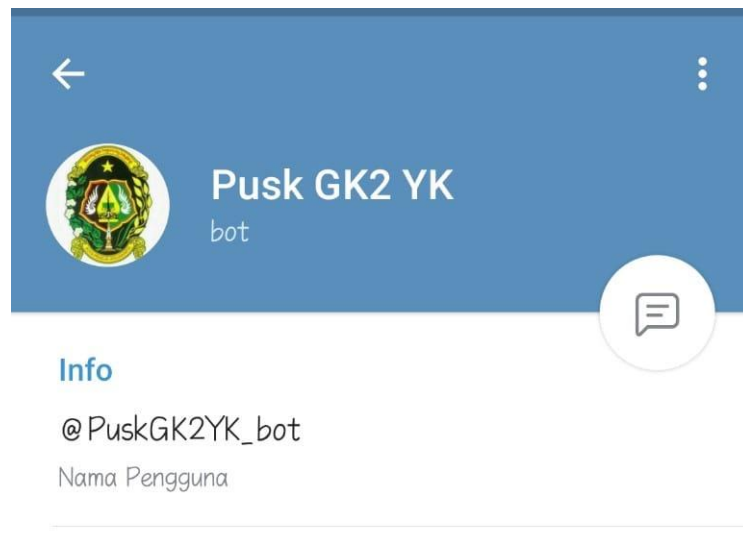 Pusk GK2 YK
bot
Info
@PuskGK2YK_bot
Nama Pengguna